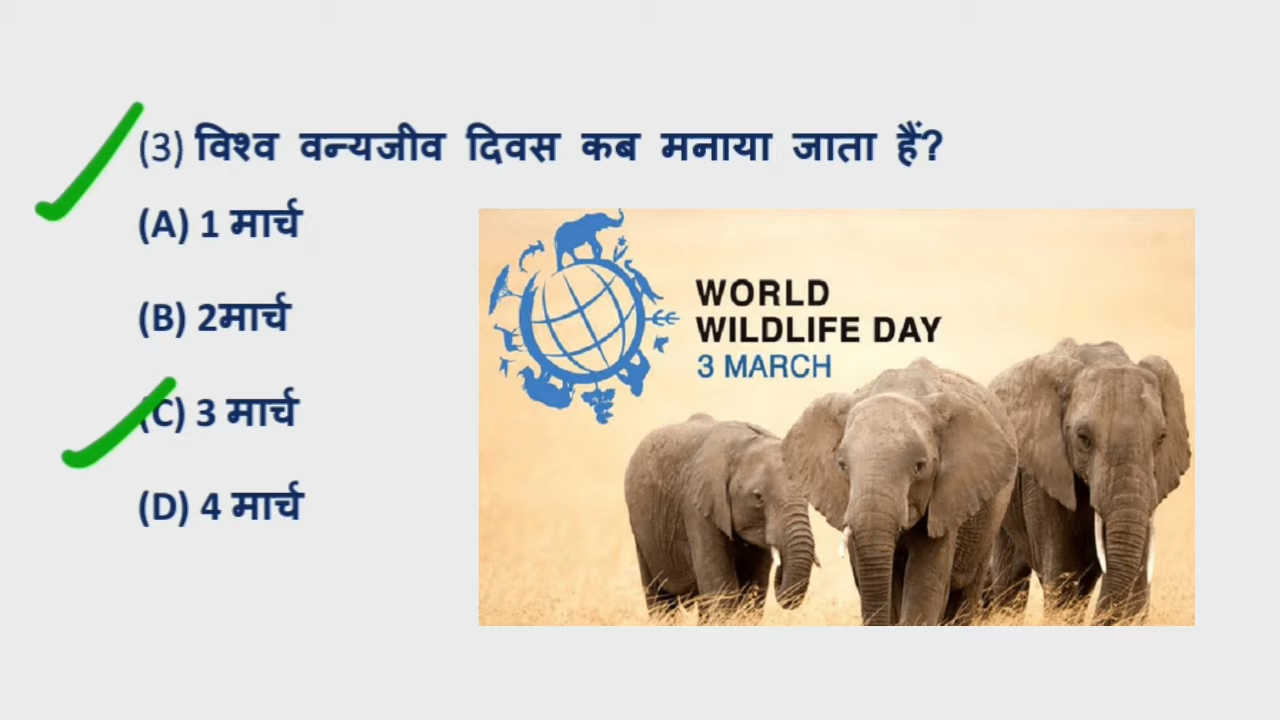 (3) विश्व वन्यजीव दिवस कब मनाया जाता हैं?
(A) 1 मार्च
(B) 2मार्च
(C) 3 मार्च
(D) 4 मार्च
WORLD
WILDLIFE DAY
3 MARCH